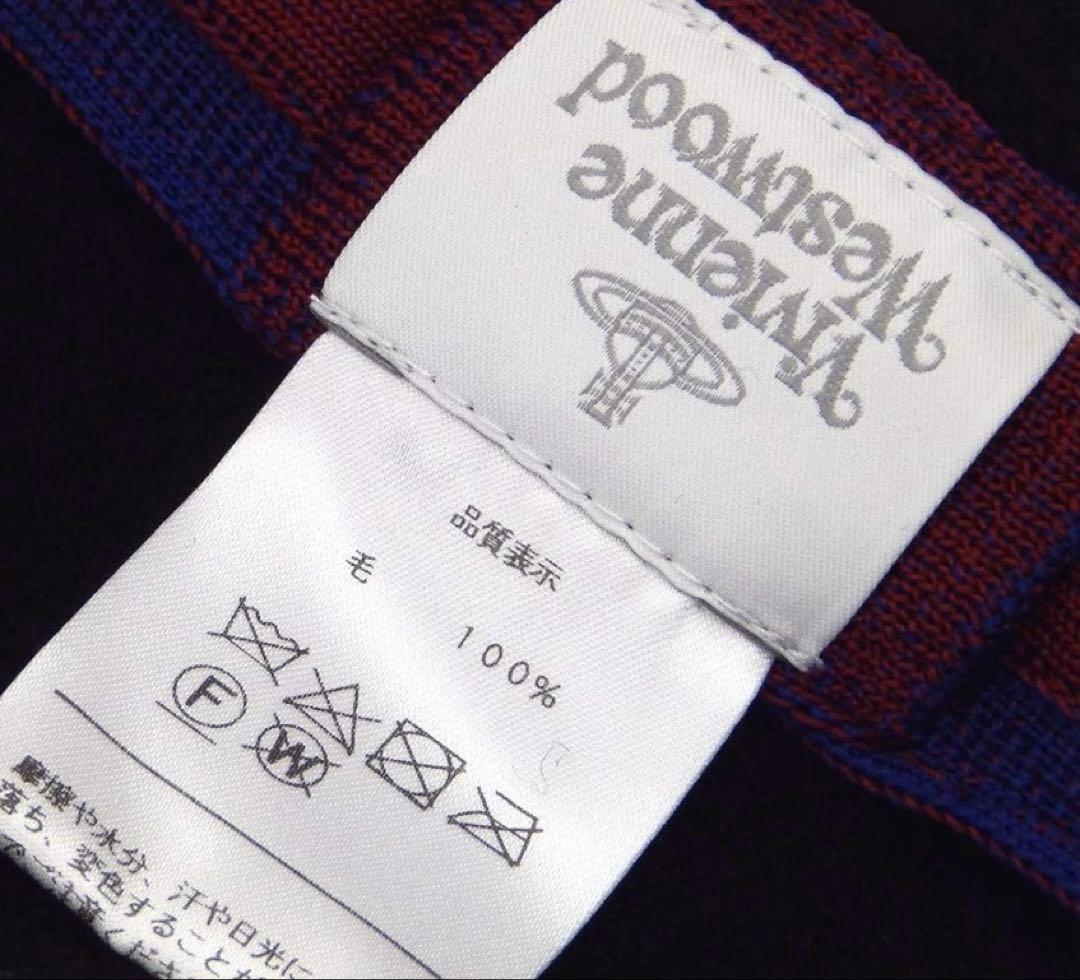 Vivienne
Westwood
品質表示
毛
100%
F
W
摩擦や水分、汗や日光に
落ち、変色することが